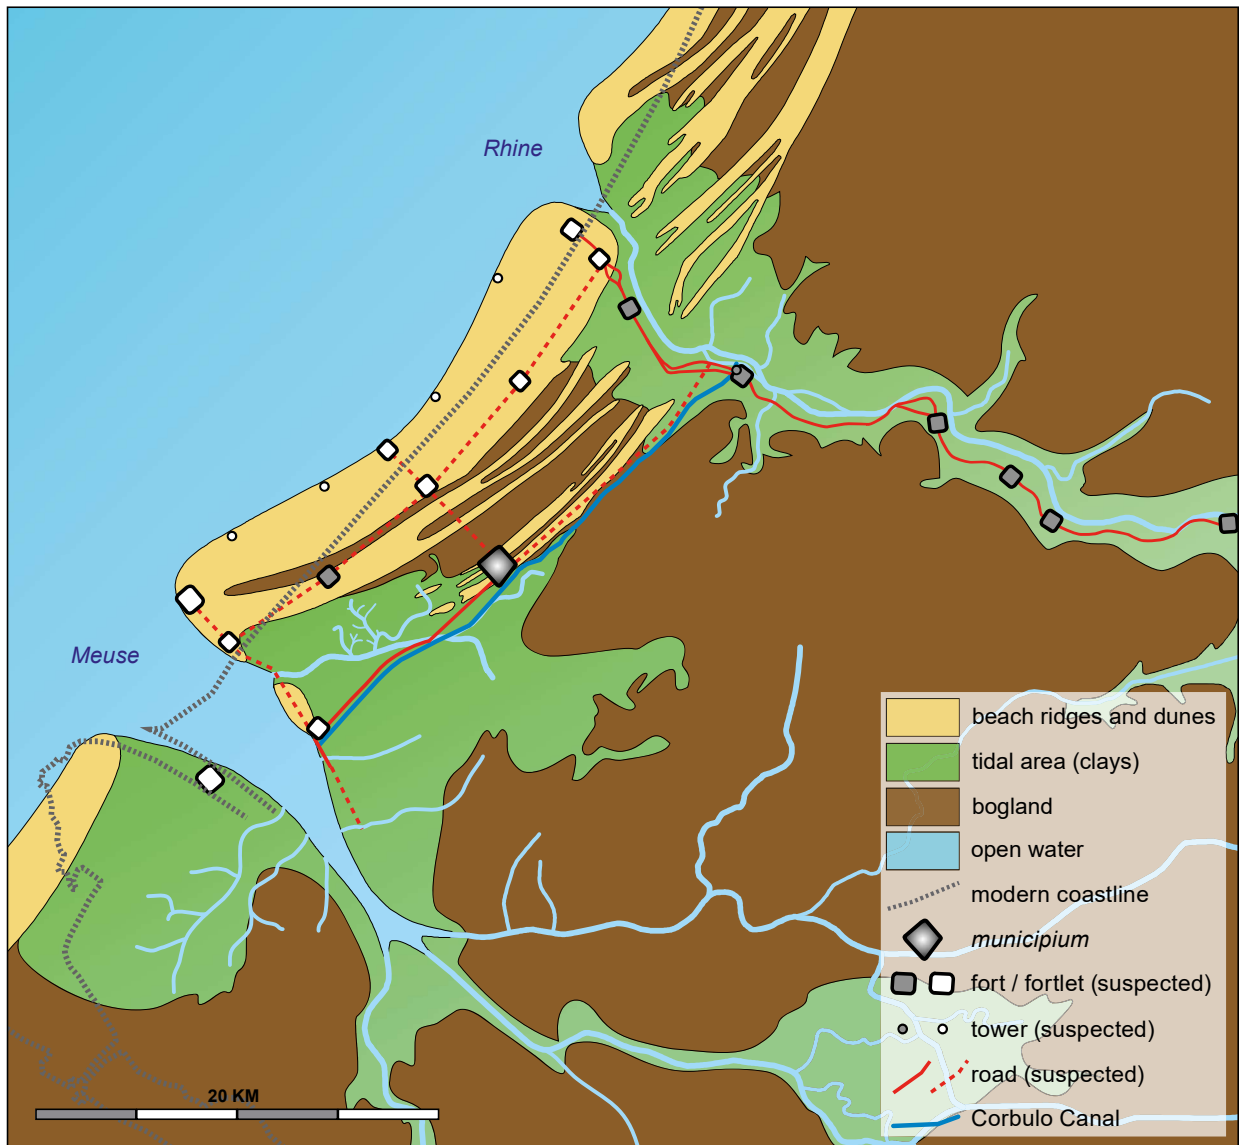 Rhine
Meuse
beach ridges and dunes
tidal area (clays)
bogland
open water
modern coastline
municipium
fort / fortlet (suspected)
tower (suspected)
road (suspected)
Corbulo Canal
20 KM